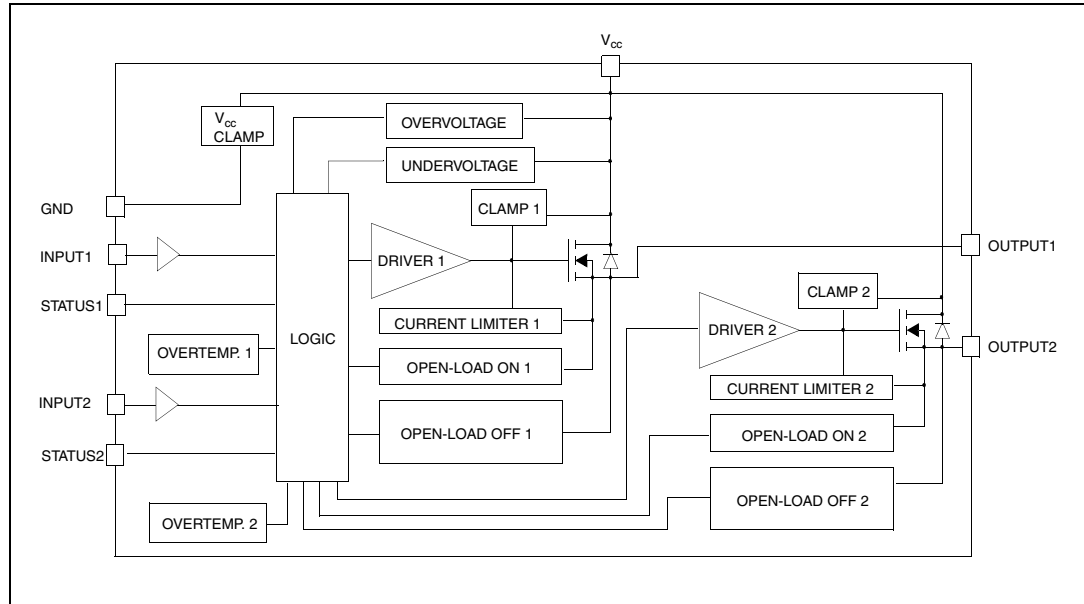 Vcc
Vcc
CLAMP
OVERVOLTAGE
UNDERVOLTAGE
GND
CLAMP 1
INPUT1
DRIVER 1
OUTPUT1
STATUS1
CLAMP 2
CURRENT LIMITER 1
LOGIC
DRIVER 2
OVERTEMP. 1
OPEN-LOAD ON 1
OUTPUT2
CURRENT LIMITER 2
INPUT2
OPEN-LOAD OFF 1
OPEN-LOAD ON 2
STATUS2
OPEN-LOAD OFF 2
OVERTEMP. 2